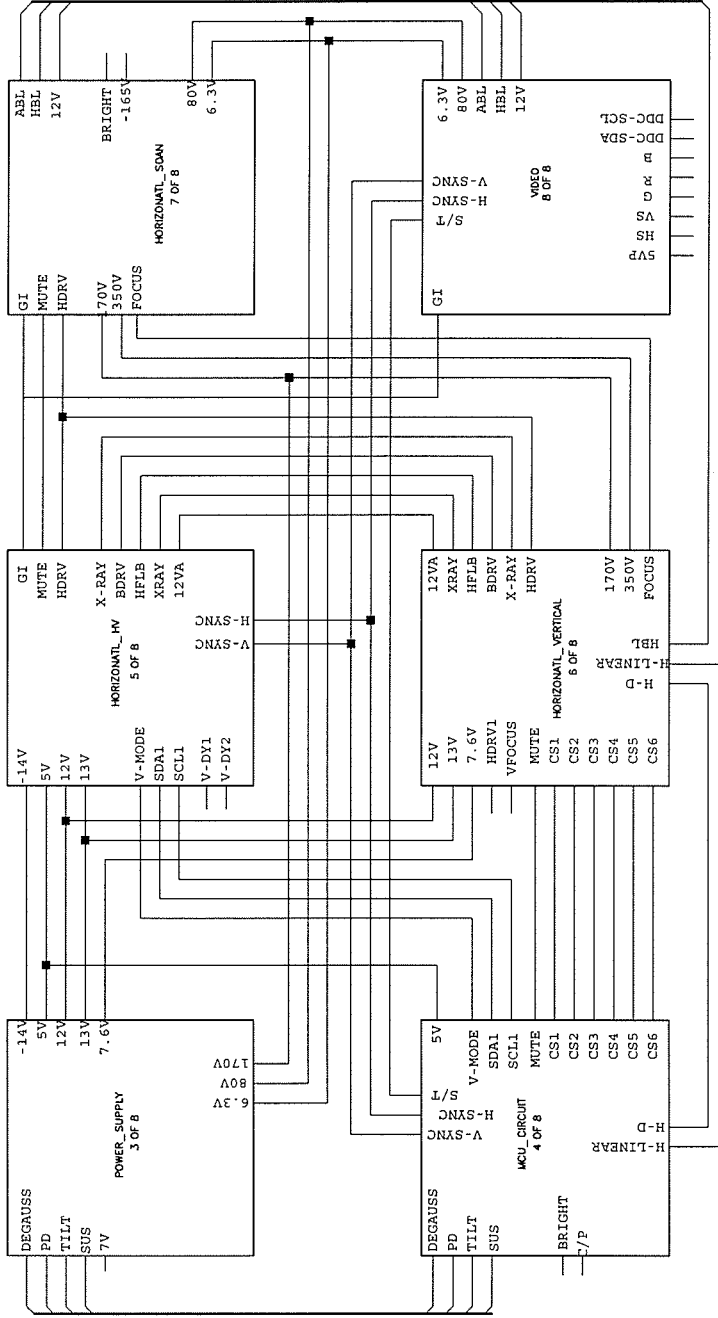 ABL
HBL
12V
BRIGHT
-165V
80V
6.3V
HORIZONATL_SOAN
7 OF 8
GI
MUTE
HDRV
170V
350V
FOCUS
6.3V
80V
ABL
HBL
12V
V-SYNC
H-SYNC
S/T
VIDEO
8 OF 8
DDC-SCL
DDC-SDA
B
R
G
VS
HS
5VP
GI
GI
MUTE
HDRV
X-RAY
BDRV
HFLB
XRAY
12VA
HORIZONATL_HV
5 OF 8
H-SYNC
V-SYNC
-14V
5V
12V
13V
V-MODE
SDA1
SCL1
V-DY1
V-DY2
12VA
XRAY
HFLB
BDRV
X-RAY
HDRV
170V
350V
FOCUS
HORIZONATL_VERTICAL
6 OF 8
HBL
H-LINEAR
H-D
12V
13V
7.6V
HDRV1
VFOCUS
MUTE
CS1
CS2
CS3
CS4
CS5
CS6
-14V
5V
12V
13V
7.6V
POWER_SUPPLY
3 OF 8
170V
80V
6.3V
DEGAUSS
PD
TILT
SUS
7V
5V
V-MODE
SDA1
SCL1
MUTE
CS1
CS2
CS3
CS4
CS5
CS6
S/T
H-SYNC
V-SYNC
MCU_CIRCUIT
4 OF 8
H-D
H-LINEAR
DEGAUSS
PD
TILT
SUS
BRIGHT
C/P